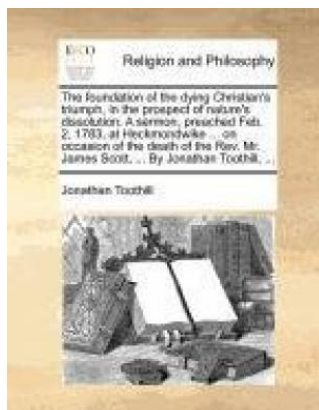 ECCO
Religion and Philosophy
The foundation of the dying Christian's
triumph, in the prospect of nature's
dissolution. A sermon, preached Feb.
2, 1783, at Heckmondwike ... on
occasion of the death of the Rev. Mr.
James Scott, ... By Jonathan Toothill, ...
Jonathan Toothill